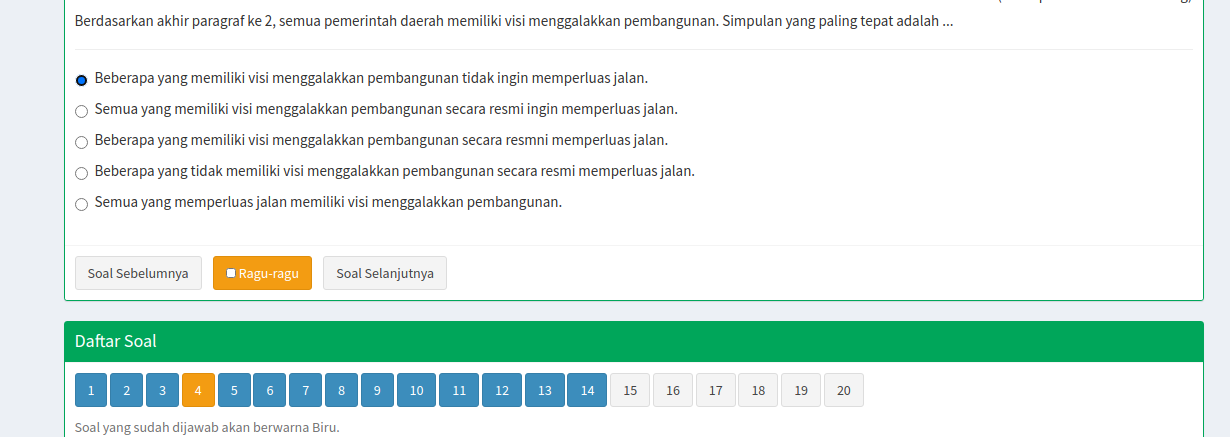 Berdasarkan akhir paragraf ke 2, semua pemerintah daerah memiliki visi menggalakkan pembangunan. Simpulan yang paling tepat adalah ...
Beberapa yang memiliki visi menggalakkan pembangunan tidak ingin memperluas jalan.
Semua yang memiliki visi menggalakkan pembangunan secara resmi ingin memperluas jalan.
Beberapa yang memiliki visi menggalakkan pembangunan secara resmni memperluas jalan.
Beberapa yang tidak memiliki visi menggalakkan pembangunan secara resmi memperluas jalan.
Semua yang memperluas jalan memiliki visi menggalakkan pembangunan.
Soal Sebelumnya Ragu-ragu Soal Selanjutnya
Daftar Soal
1 2 3 4 5 6 7 8 9 10 11 12 13 14 15 16 17 18 19 20
Soal yang sudah dijawab akan berwarna Biru.